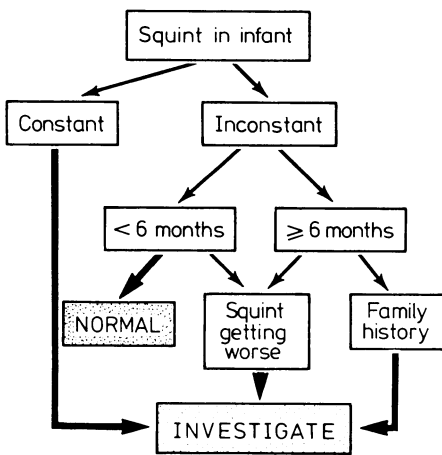 Squint in infant
Constant
Inconstant
< 6 months
⩾ 6 months
NORMAL
Squint
getting
worse
Family
history
INVESTIGATE